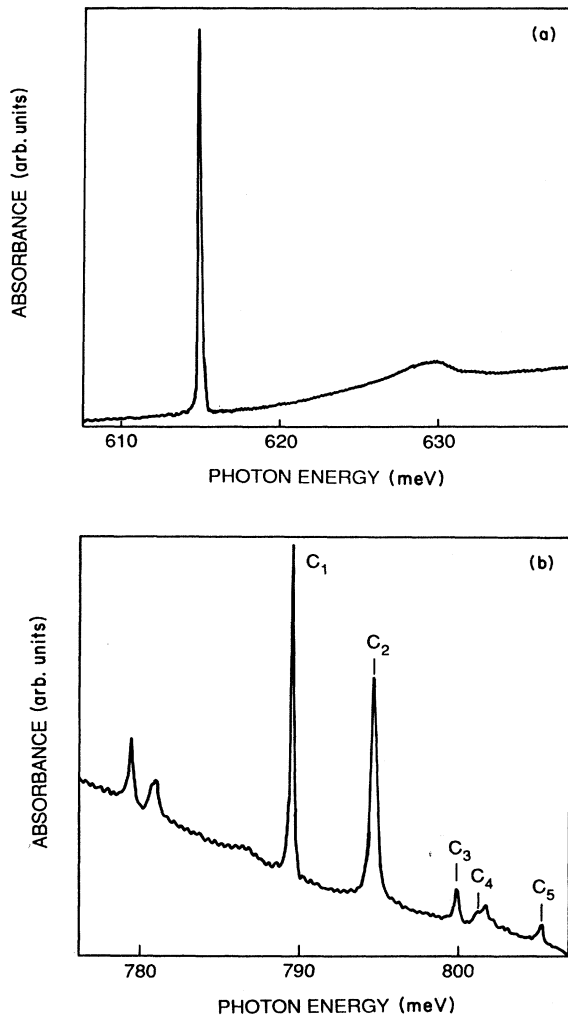 (a)
ABSORBANCE (arb. units)
610 620 630
PHOTON ENERGY (meV)
(b)
C₁
C₂
C₃
C₄
C₅
ABSORBANCE (arb. units)
780 790 800
PHOTON ENERGY (meV)